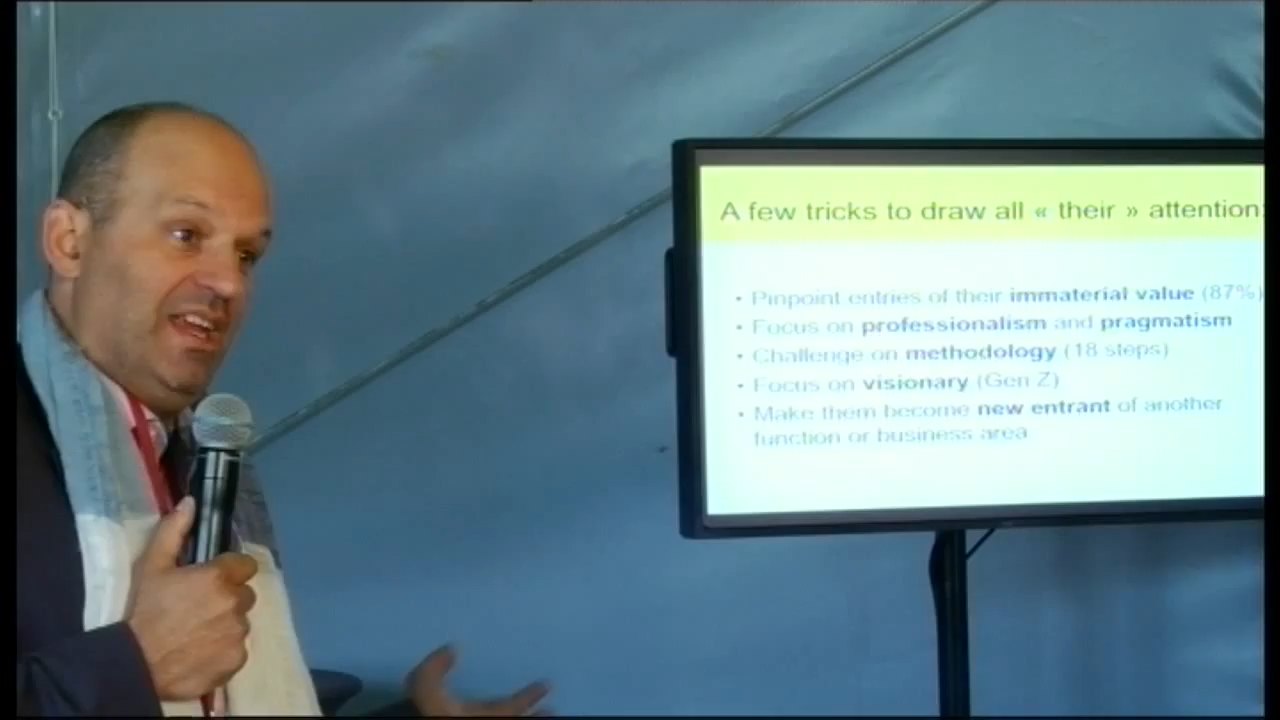 A few tricks to draw all « their » attention:
• Pinpoint entries of their immaterial value (87%)
• Focus on professionalism and pragmatism
• Challenge on methodology (18 steps)
• Focus on visionary (Gen Z)
• Make them become new entrant of another
function or business area